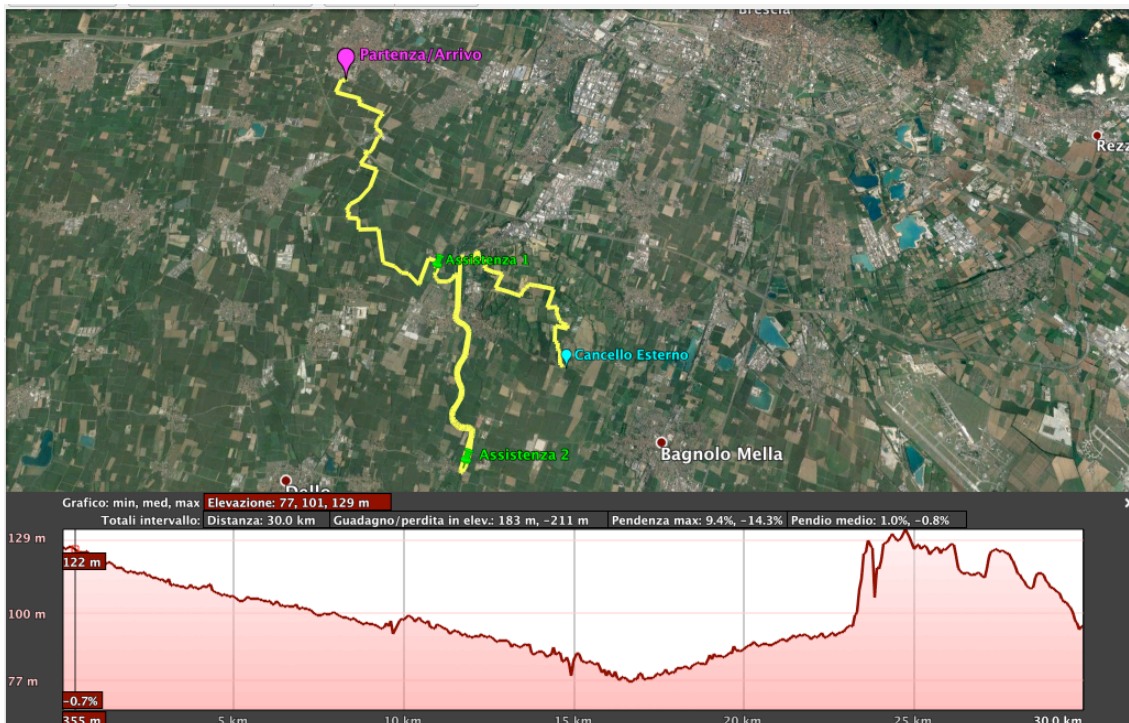 Brescia
Partenza/Arrivo
Rezz
Assistenza 1
Cancello Esterno
Assistenza 2
Bagnolo Mella
Dello
Grafico: min, med, max Elevazione: 77, 101, 129 m
Totali intervallo: Distanza: 30.0 km Guadagno/perdita in elev.: 183 m, -211 m Pendenza max: 9.4%, -14.3% Pendio medio: 1.0%, -0.8%
129 m
122 m
100 m
77 m
-0.7%
355 m 5 km 10 km 15 km 20 km 25 km 30.0 km